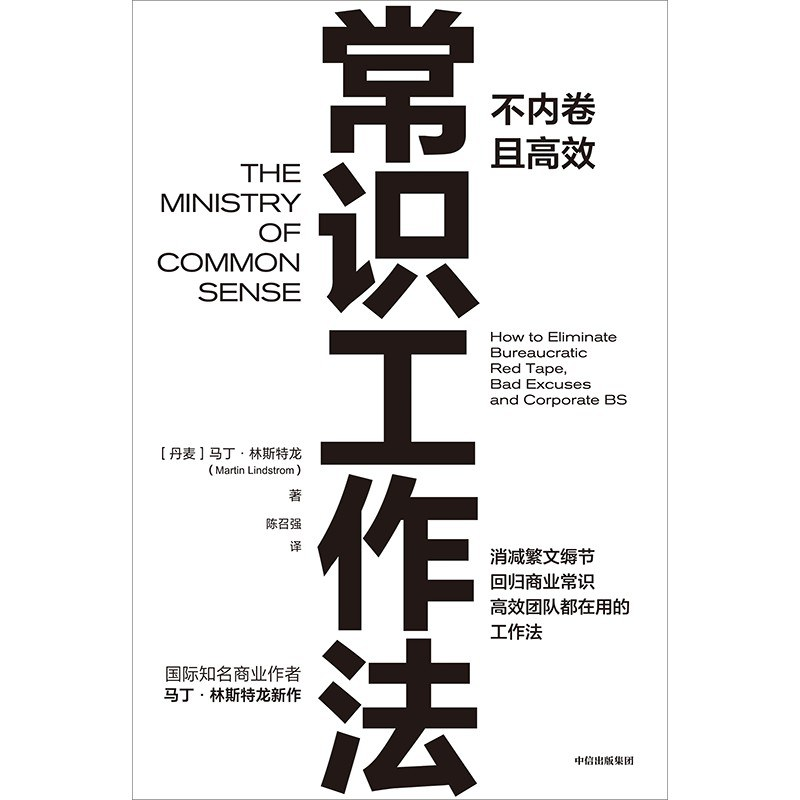 常识工作法
不内卷
且高效
THE
MINISTRY
OF
COMMON
SENSE
How to Eliminate
Bureaucratic
Red Tape,
Bad Excuses
and Corporate BS
[丹麦] 马丁·林斯特龙
(Martin Lindstrom)
著
陈召强
译
消减繁文缛节
回归商业常识
高效团队都在用的
工作法
国际知名商业作者
马丁·林斯特龙新作
中信出版集团